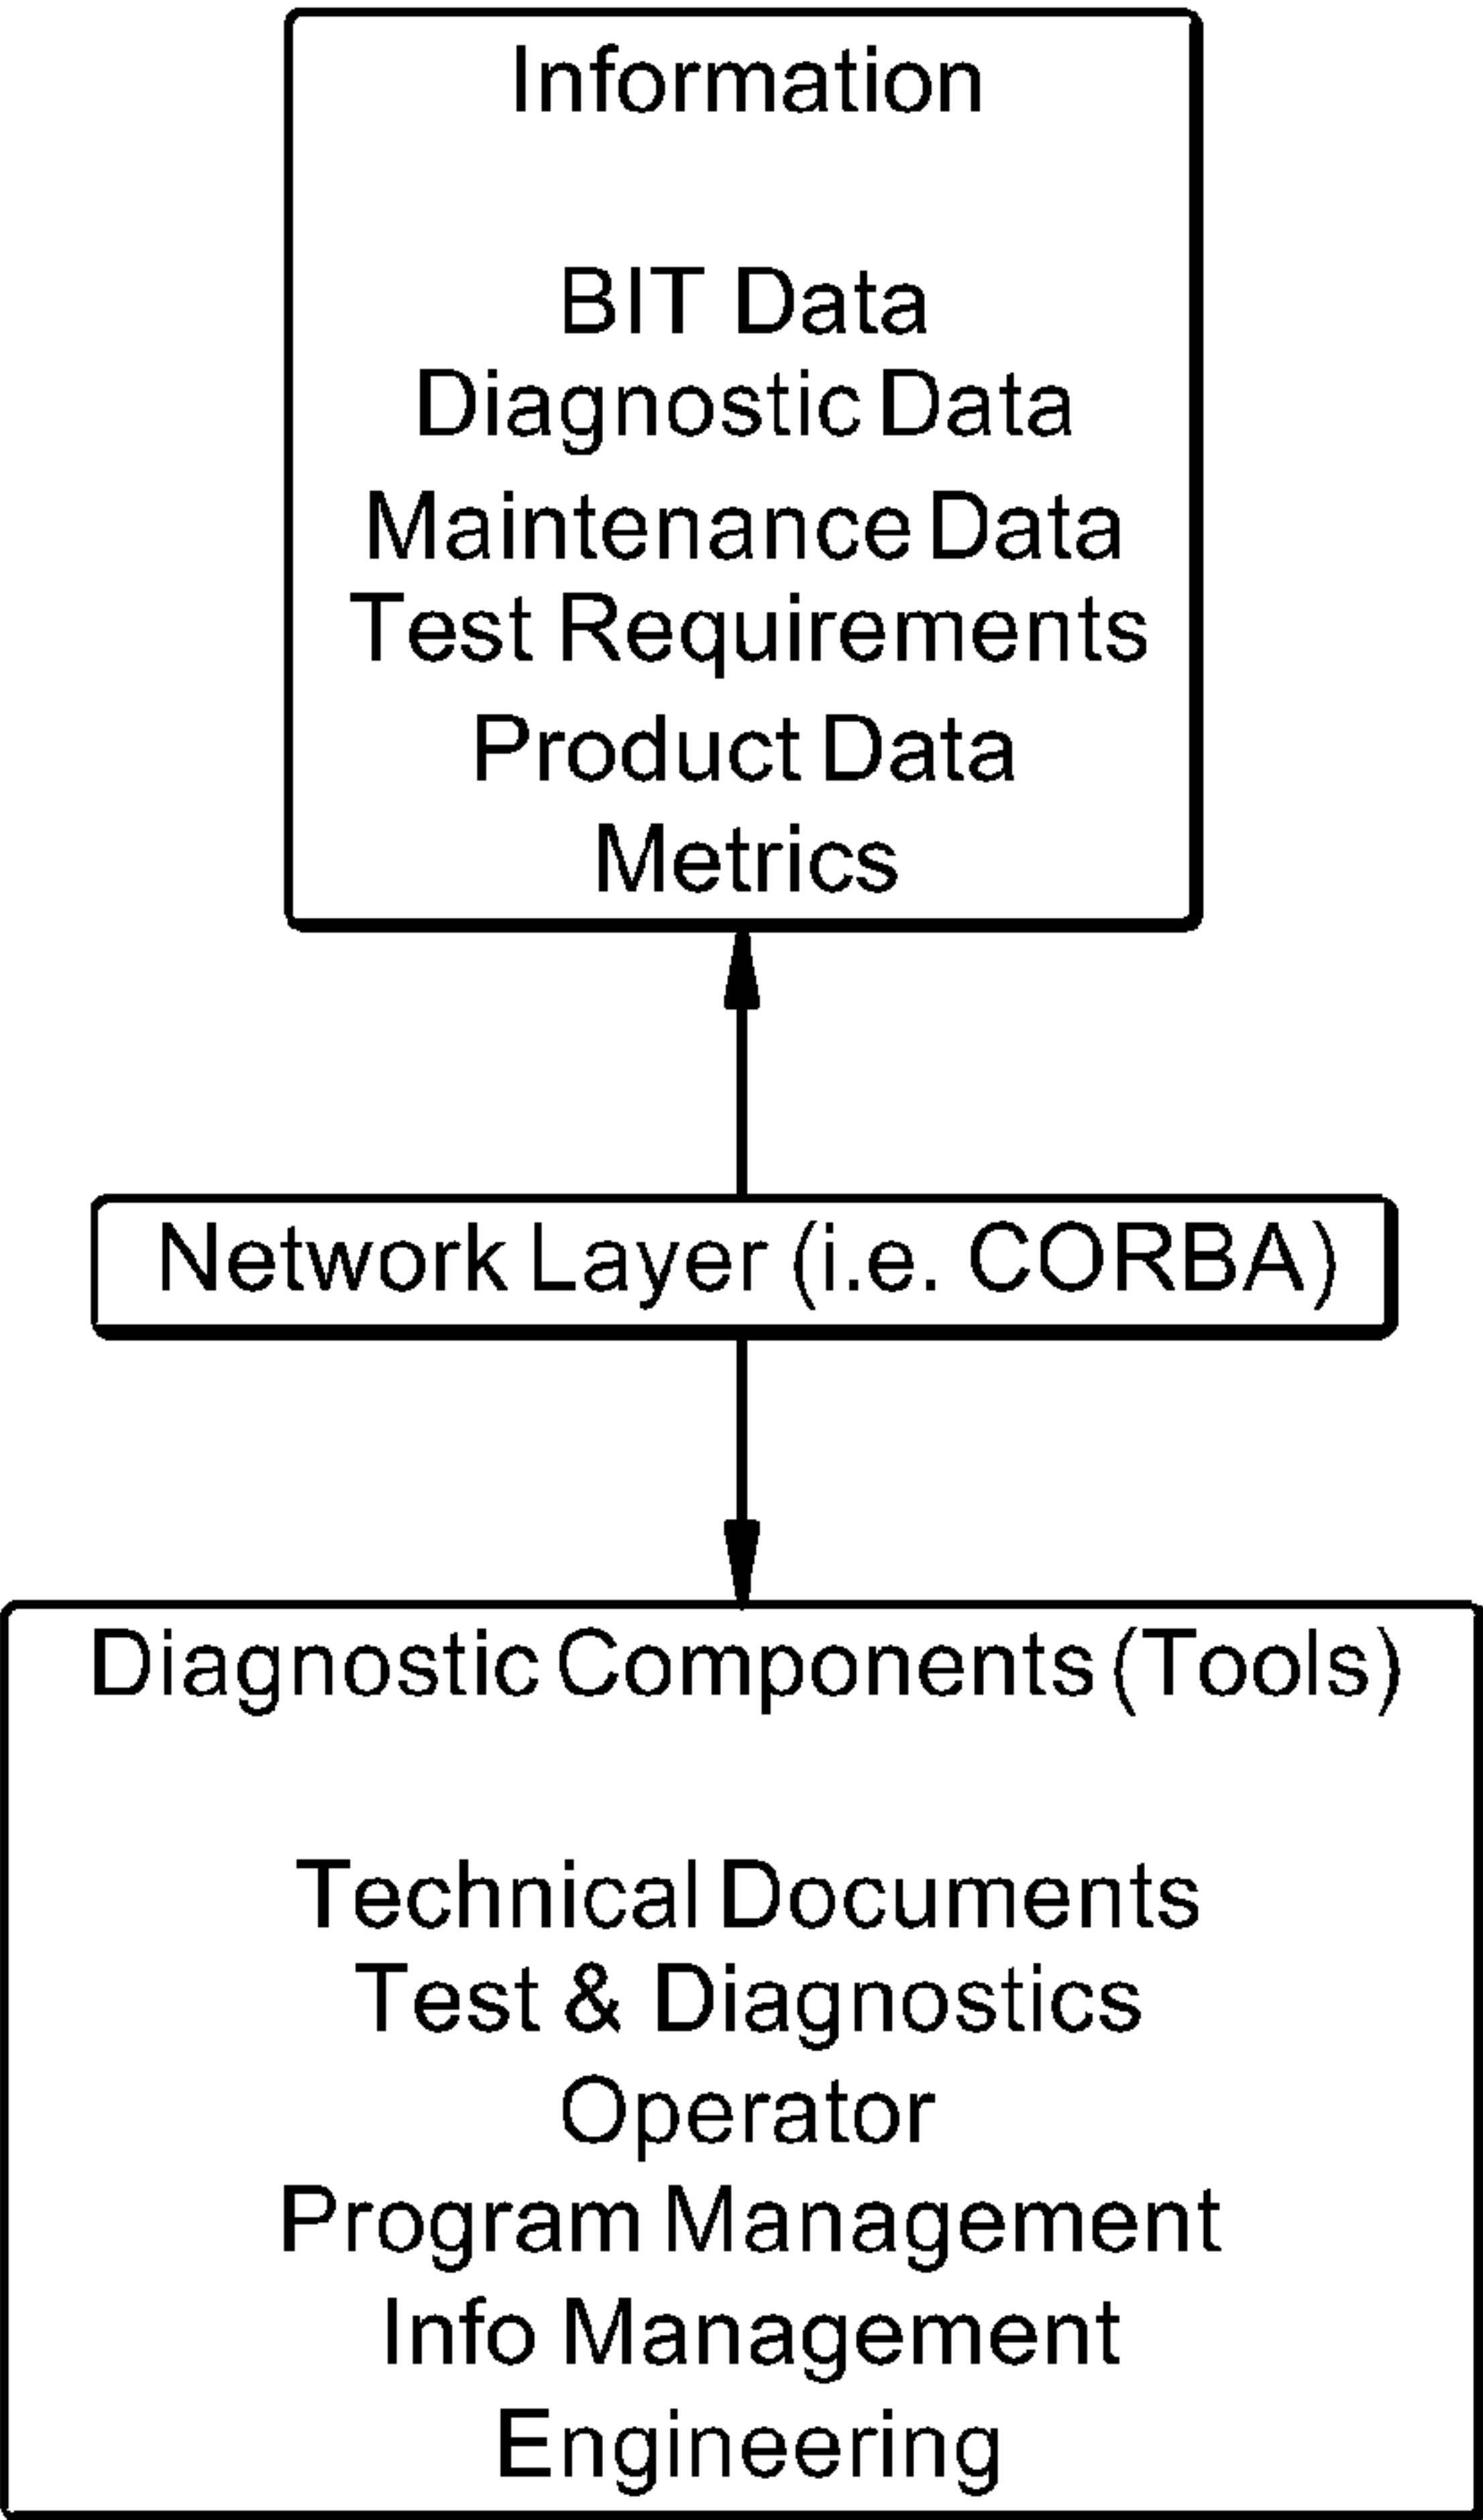 Information
BIT Data
Diagnostic Data
Maintenance Data
Test Requirements
Product Data
Metrics
Network Layer (i.e. CORBA)
Diagnostic Components (Tools)
Technical Documents
Test & Diagnostics
Operator
Program Management
Info Management
Engineering